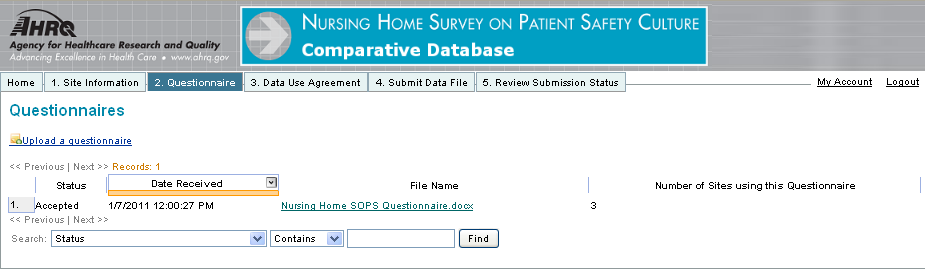 AHRQ
Agency for Healthcare Research and Quality
Advancing Excellence in Health Care • www.ahrq.gov
NURSING HOME SURVEY ON PATIENT SAFETY CULTURE
Comparative Database
Home 1. Site Information 2. Questionnaire 3. Data Use Agreement 4. Submit Data File 5. Review Submission Status My Account Logout
Questionnaires
Upload a questionnaire
<< Previous | Next >> Records: 1
Status Date Received File Name Number of Sites using this Questionnaire
1. Accepted 1/7/2011 12:00:27 PM Nursing Home SOPS Questionnaire.docx 3
<< Previous | Next >>
Search: Status Contains Find